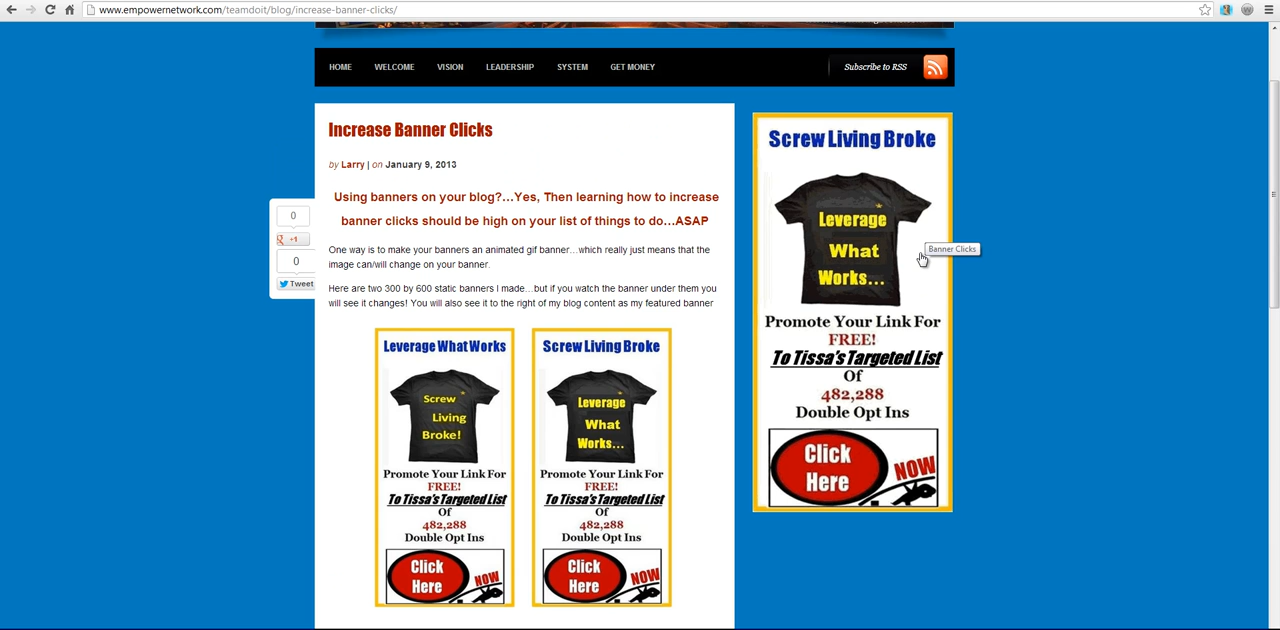 www.empowernetwork.com/teamdoit/blog/increase-banner-clicks/
HOME WELCOME VISION LEADERSHIP SYSTEM GET MONEY Subscribe to RSS
Increase Banner Clicks
by Larry | on January 9, 2013
Using banners on your blog?…Yes, Then learning how to increase
banner clicks should be high on your list of things to do…ASAP
One way is to make your banners an animated gif banner…which really just means that the
image can/will change on your banner.
Here are two 300 by 600 static banners I made…but if you watch the banner under them you
will see it changes! You will also see it to the right of my blog content as my featured banner
0
+1
0
Tweet
Leverage What Works
Screw
Living
Broke!
Promote Your Link For
FREE!
To Tissa's Targeted List
Of
482,288
Double Opt Ins
Click
Here
NOW
Screw Living Broke
Leverage
What
Works...
Promote Your Link For
FREE!
To Tissa's Targeted List
Of
482,288
Double Opt Ins
Click
Here
NOW
Screw Living Broke
Leverage
What
Works...
Banner Clicks
Promote Your Link For
FREE!
To Tissa's Targeted List
Of
482,288
Double Opt Ins
Click
Here
NOW